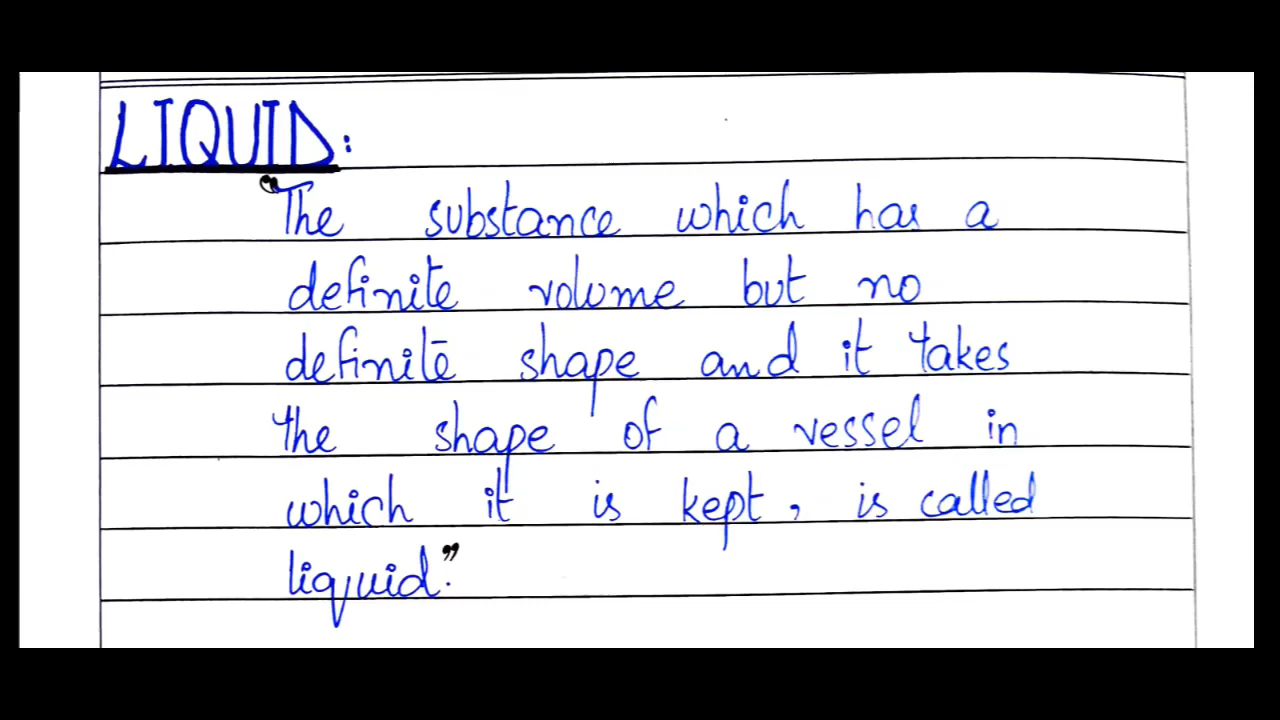 LIQUID:
"The substance which has a
definite volume but no
definite shape and it takes
the shape of a vessel in
which it is kept, is called
liquid."